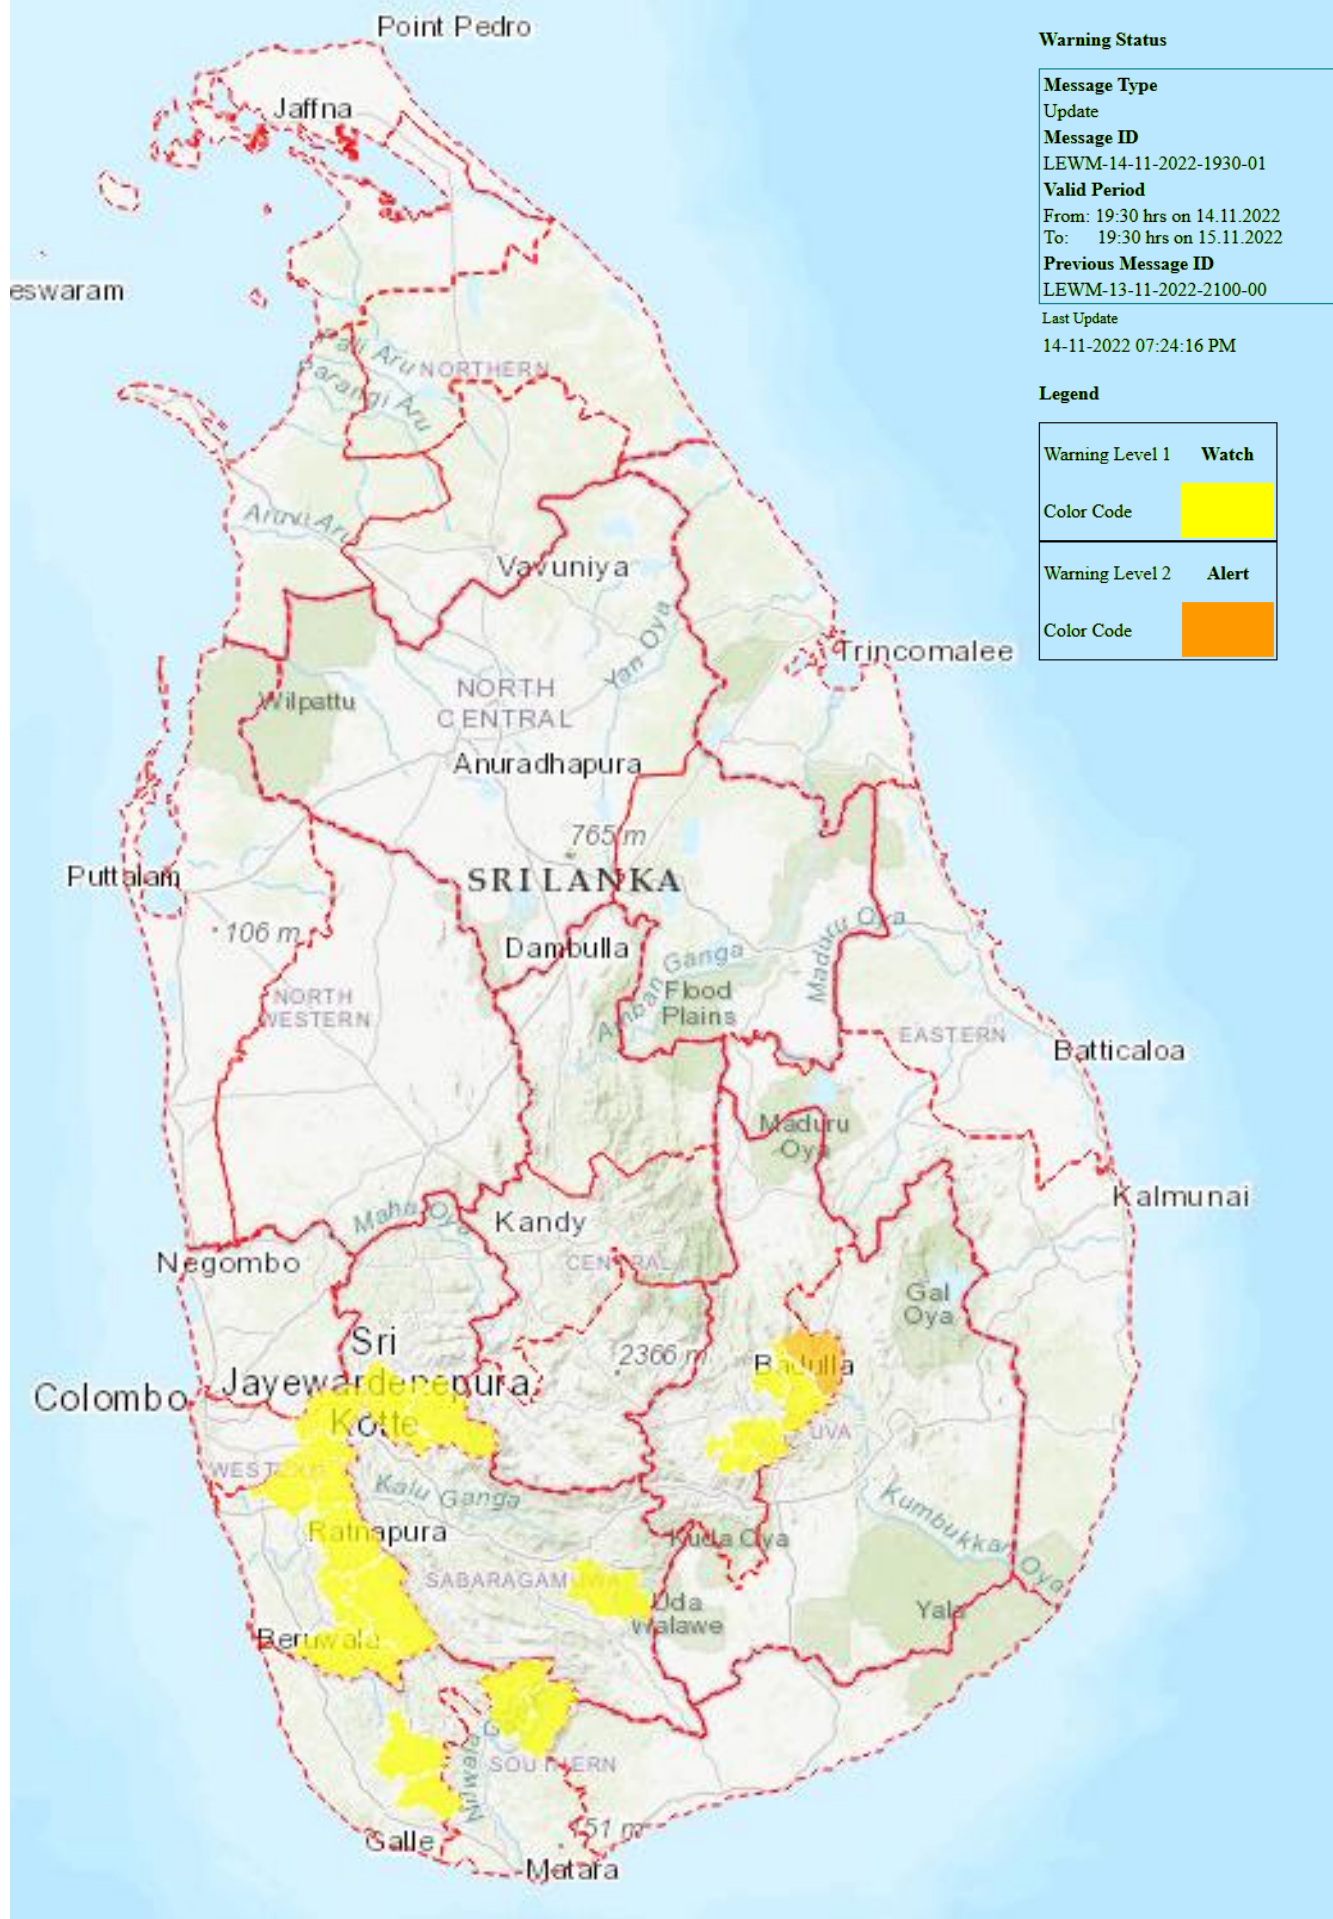 Point Pedro
Jaffna
eswaram
Pali Aru
NORTHERN
Parangi Aru
Aruvi Aru
Vavuniya
Yan Oya
Trincomalee
Wilpattu
NORTH
CENTRAL
Anuradhapura
765 m
Puttalam
SRI LANKA
106 m
Dambulla
Maduru Oya
Amban Ganga
Flood
Plains
NORTH
WESTERN
EASTERN
Batticaloa
Maduru
Oya
Kalmunai
Maha Oya
Kandy
CENTRAL
Negombo
Gal
Oya
Sri
Jayewardenepura
Kotte
2366 m
Badulla
Colombo
UVA
WESTERN
Kalu Ganga
Kumbukkan Oya
Ratnapura
Kuda Oya
SABARAGAMUWA
Uda
Walawe
Yala
Beruwala
Nilwala
SOUTHERN
Galle
51 m
Matara
Warning Status
Message Type
Update
Message ID
LEWM-14-11-2022-1930-01
Valid Period
From: 19:30 hrs on 14.11.2022
To: 19:30 hrs on 15.11.2022
Previous Message ID
LEWM-13-11-2022-2100-00
Last Update
14-11-2022 07:24:16 PM
Legend
Warning Level 1 Watch
Color Code
Warning Level 2 Alert
Color Code